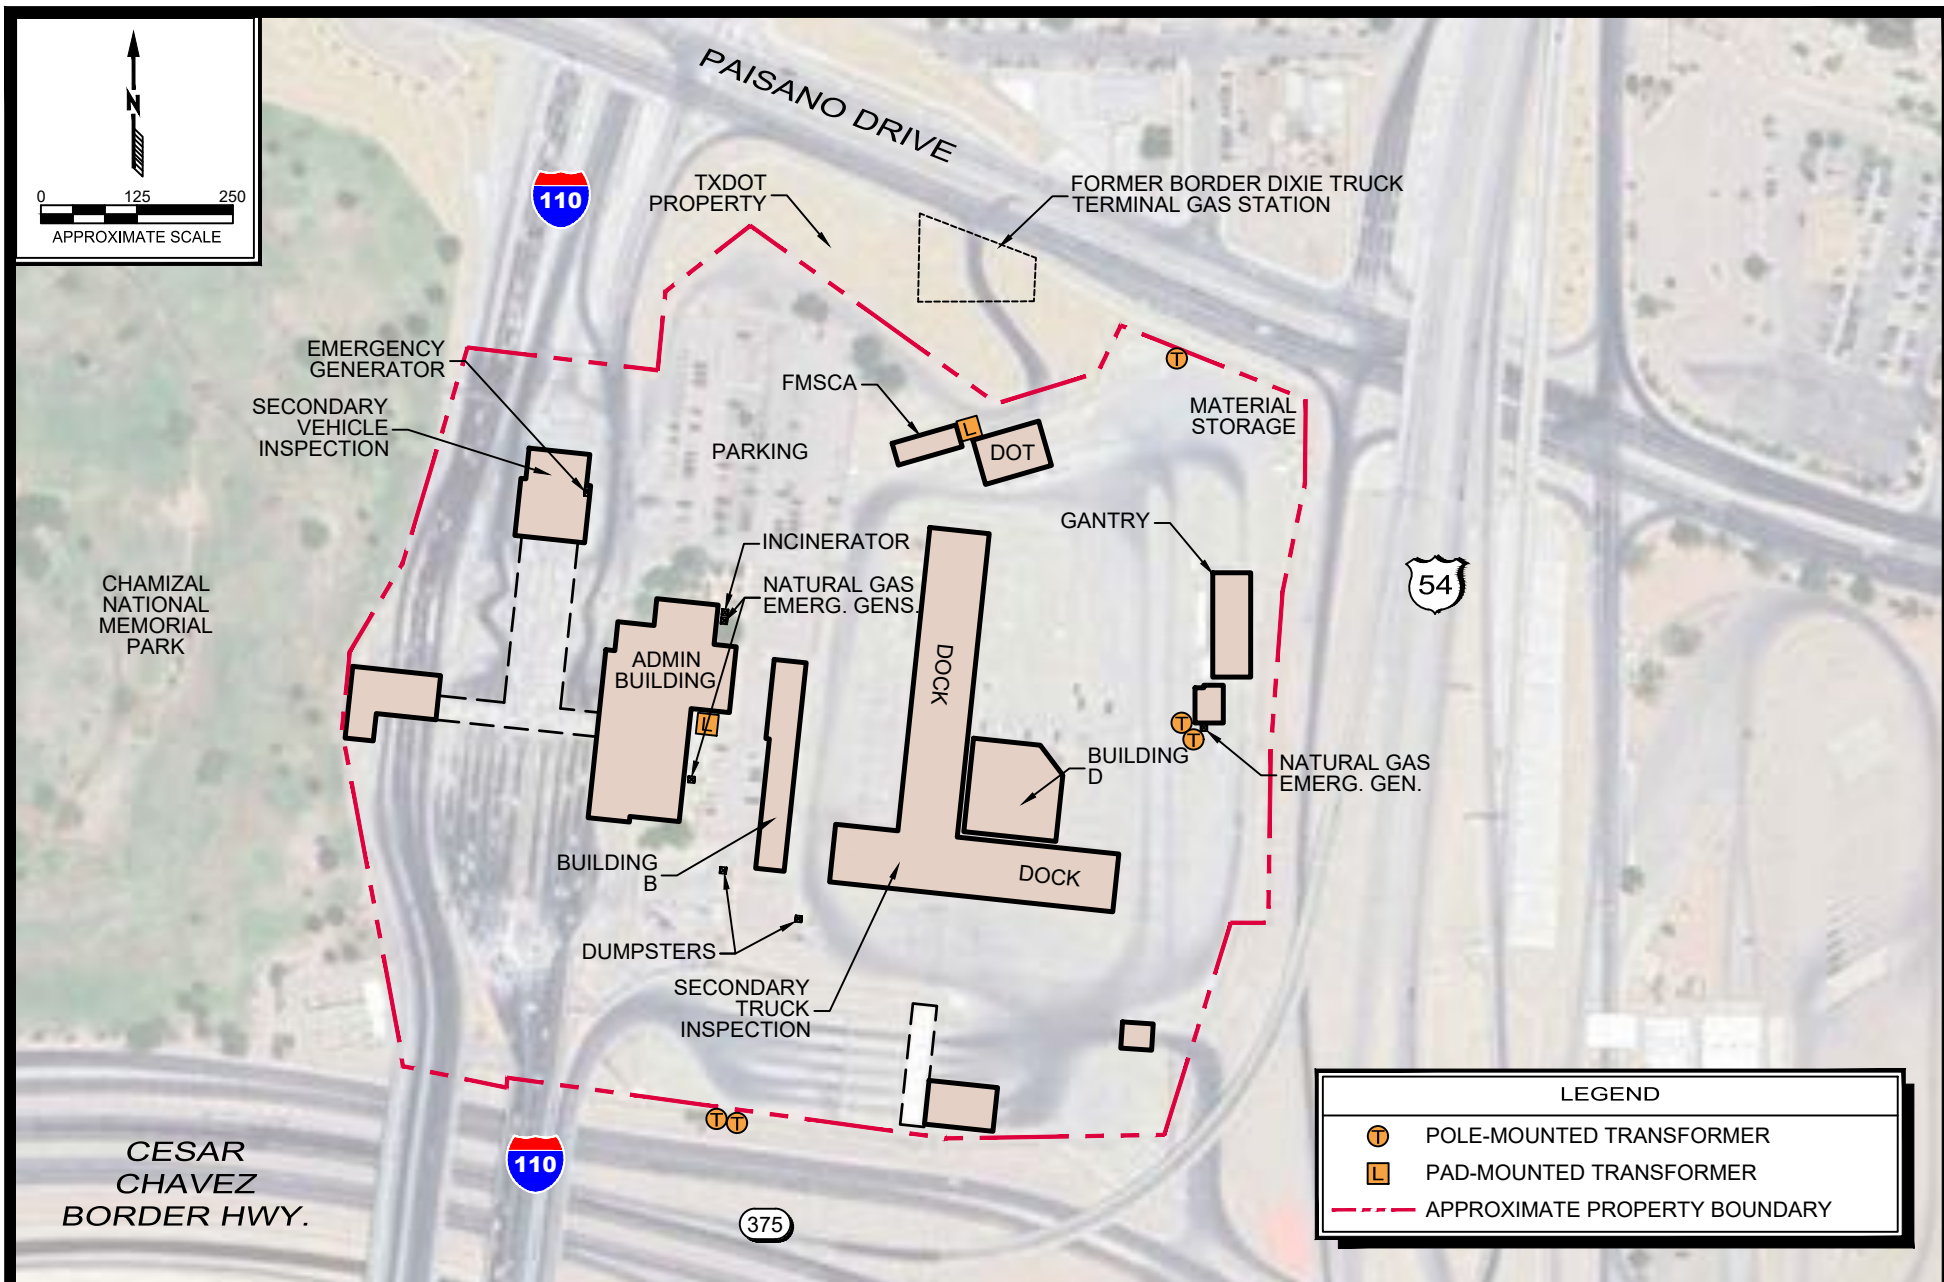 N
0 125 250
APPROXIMATE SCALE
PAISANO DRIVE
110
TXDOT
PROPERTY
FORMER BORDER DIXIE TRUCK
TERMINAL GAS STATION
EMERGENCY
GENERATOR
SECONDARY
VEHICLE
INSPECTION
FMSCA
L
DOT
T
MATERIAL
STORAGE
PARKING
GANTRY
INCINERATOR
NATURAL GAS
EMERG. GENS.
54
CHAMIZAL
NATIONAL
MEMORIAL
PARK
ADMIN
BUILDING
L
DOCK
T
T
BUILDING
D
NATURAL GAS
EMERG. GEN.
BUILDING
B
DOCK
DUMPSTERS
SECONDARY
TRUCK
INSPECTION
T T
110
CESAR
CHAVEZ
BORDER HWY.
375
LEGEND
T POLE-MOUNTED TRANSFORMER
L PAD-MOUNTED TRANSFORMER
APPROXIMATE PROPERTY BOUNDARY